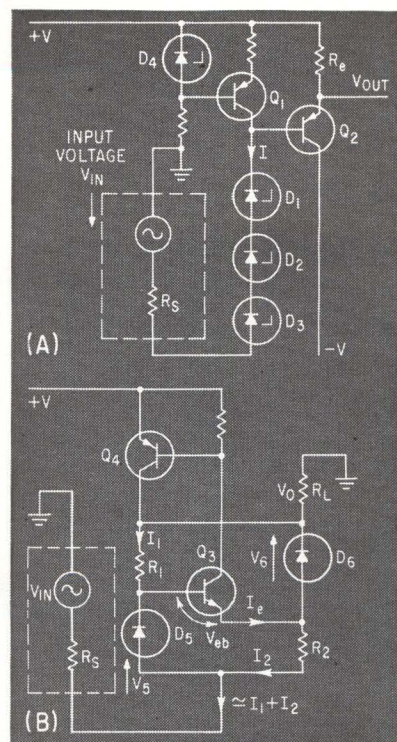 +V
D4
Q1
Re
VOUT
Q2
INPUT
VOLTAGE
VIN
I
D1
D2
D3
RS
(A)
-V
+V
Q4
VO
RL
I1
Q3
V6
D6
VIN
R1
Ie
RS
D5
Veb
R2
V5
I2
≃I1+I2
(B)